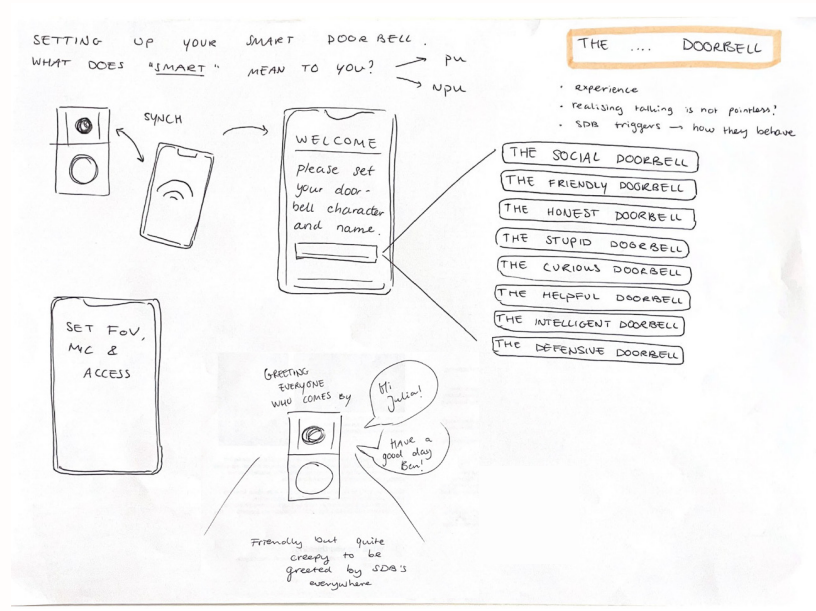 SETTING UP YOUR SMART DOORBELL.
WHAT DOES "SMART" MEAN TO YOU?
pu
npu
THE .... DOORBELL
• experience
• realising talking is not pointless?
• SDB triggers → how they behave
SYNCH
WELCOME
please set
your door-
bell character
and name.
THE SOCIAL DOORBELL
THE FRIENDLY DOORBELL
THE HONEST DOORBELL
THE STUPID DOORBELL
THE CURIOUS DOORBELL
THE HELPFUL DOORBELL
THE INTELLIGENT DOORBELL
THE DEFENSIVE DOORBELL
SET FOV,
MIC &
ACCESS
GREETING
EVERYONE
WHO COMES BY
Hi
Julia!
HAVE a
good day
Ben!
Friendly but quite
creepy to be
greeted by SDB'S
everywhere